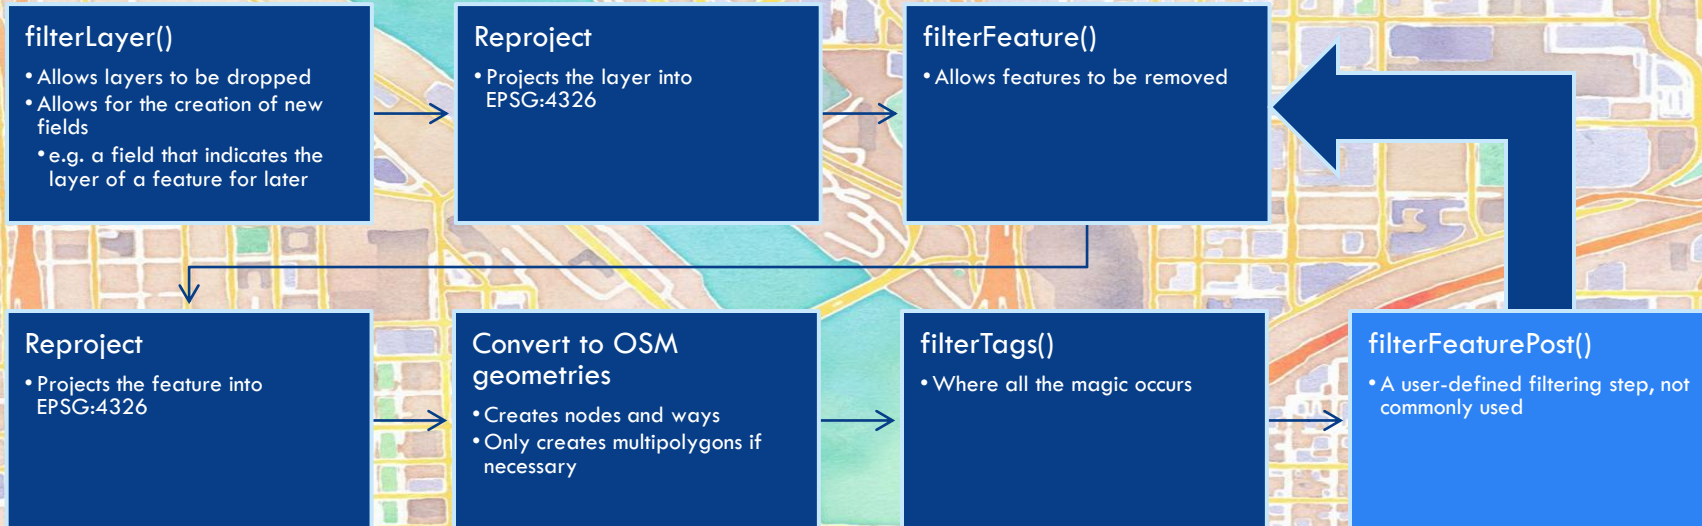 filterLayer()
• Allows layers to be dropped
• Allows for the creation of new
fields
• e.g. a field that indicates the
layer of a feature for later
Reproject
• Projects the layer into
EPSG:4326
filterFeature()
• Allows features to be removed
Reproject
• Projects the feature into
EPSG:4326
Convert to OSM
geometries
• Creates nodes and ways
• Only creates multipolygons if
necessary
filterTags()
• Where all the magic occurs
filterFeaturePost()
• A user-defined filtering step, not
commonly used